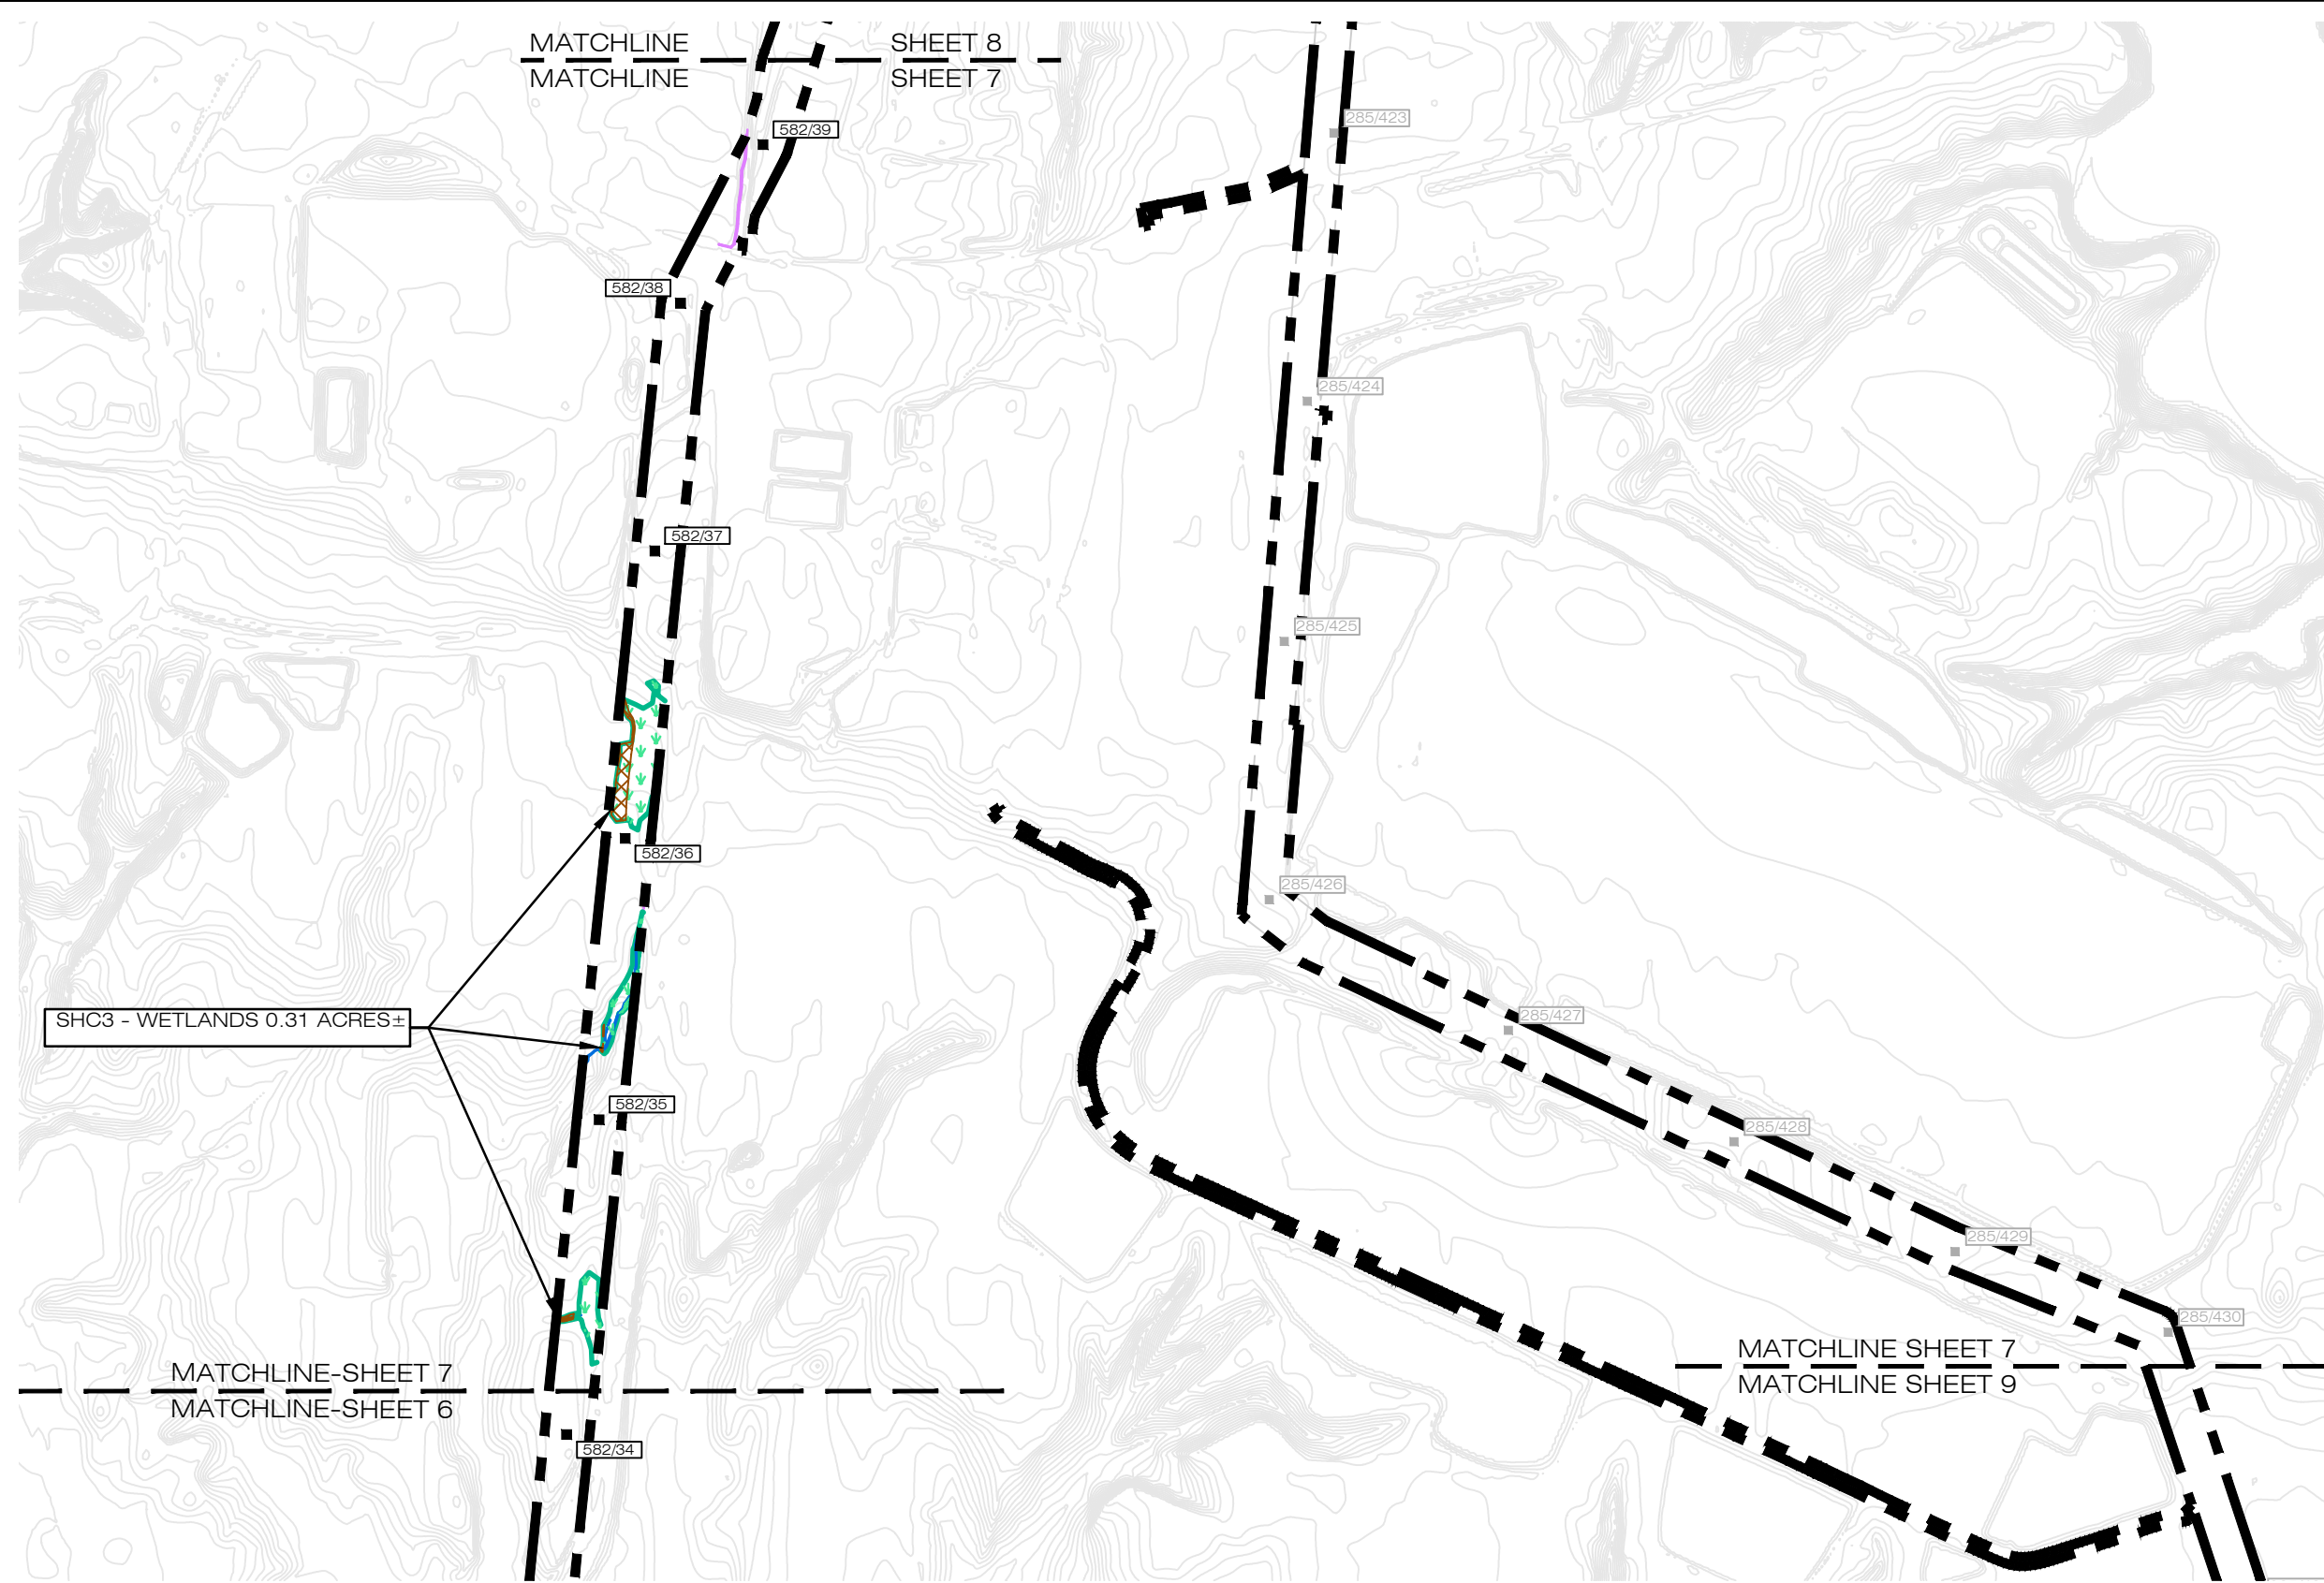 MATCHLINE SHEET 8
MATCHLINE SHEET 7
285/423
582/39
582/38
285/424
582/37
285/425
582/36
285/426
SHC3 - WETLANDS 0.31 ACRES±
285/427
582/35
285/428
285/429
285/430
MATCHLINE SHEET 7
MATCHLINE SHEET 9
MATCHLINE-SHEET 7
MATCHLINE-SHEET 6
582/34